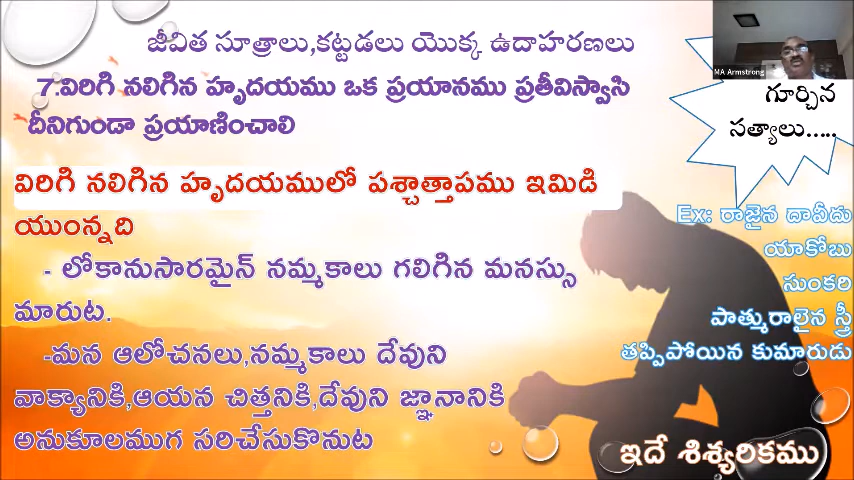 జీవిత సూత్రాలు,కట్టడలు యొక్క ఉదాహరణలు
7.విరిగి నలిగిన హృదయము ఒక ప్రయానము ప్రతీవిస్వాసి
దీనిగుండా ప్రయాణించాలి
విరిగి నలిగిన హృదయములో పశ్చాత్తాపము ఇమిడి
యుంన్నది
- లోకానుసారమైన్ నమ్మకాలు గలిగిన మనస్సు
మారుట.
-మన ఆలోచనలు,నమ్మకాలు దేవుని
వాక్యానికి,ఆయన చిత్తనికి,దేవుని జ్ఞానానికి
అనుకూలముగ సరిచేసుకొనుట
MA Armstrong
గూర్చిన
సత్యాలు.....
Ex: రాజైన దావీదు
యాకోబు
సుంకరి
పాత్మురాలైన స్త్రీ
తప్పిపోయిన కుమారుడు
ఇదే శిశ్యరికము